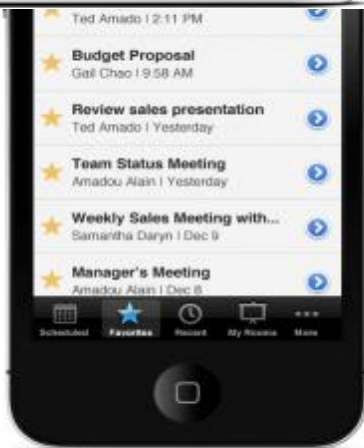 Ted Amado | 2:11 PM
Budget Proposal
Gail Chao | 9:58 AM
Review sales presentation
Ted Amado | Yesterday
Team Status Meeting
Amadou Alain | Yesterday
Weekly Sales Meeting with...
Samantha Daryn | Dec 9
Manager's Meeting
Amadou Alain | Dec 8
Scheduled
Favorites
Recent
My Rooms
More